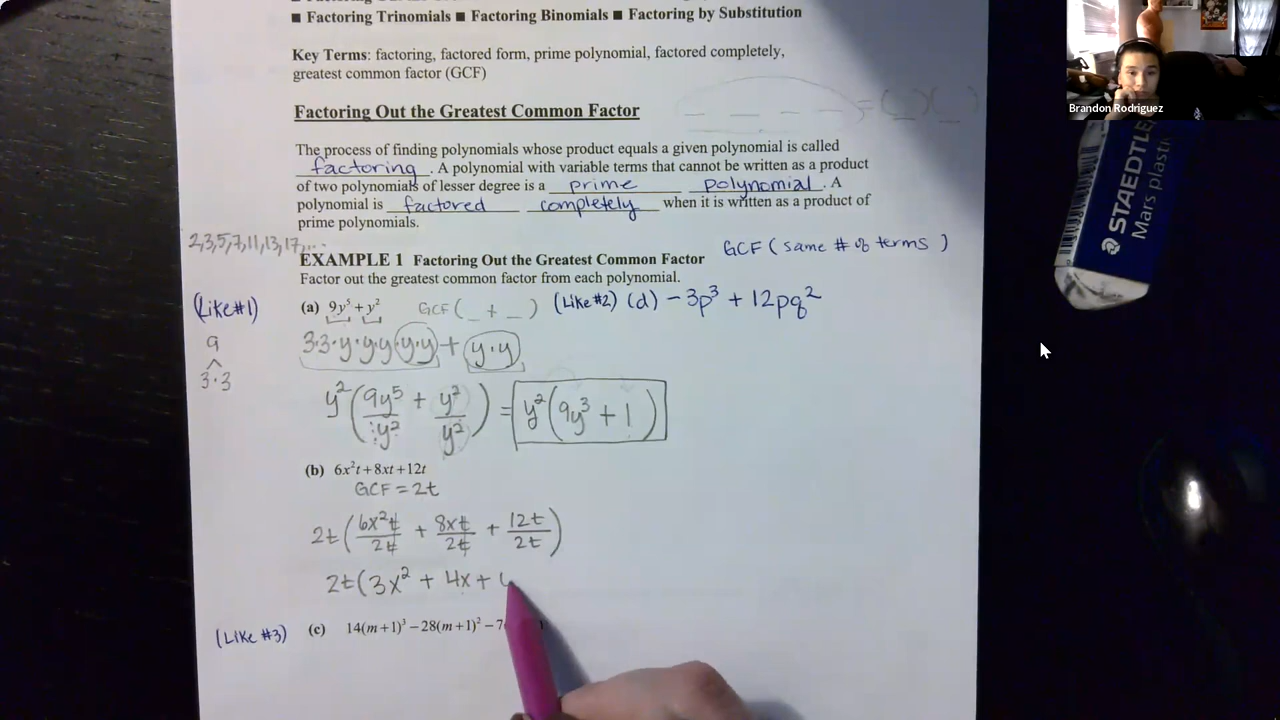 ■ Factoring Trinomials ■ Factoring Binomials ■ Factoring by Substitution
Key Terms: factoring, factored form, prime polynomial, factored completely,
greatest common factor (GCF)
Factoring Out the Greatest Common Factor
= (_)(_)
The process of finding polynomials whose product equals a given polynomial is called
factoring. A polynomial with variable terms that cannot be written as a product
of two polynomials of lesser degree is a prime polynomial. A
polynomial is factored completely when it is written as a product of
prime polynomials.
2,3,5,7,11,13,17,...
EXAMPLE 1 Factoring Out the Greatest Common Factor
GCF (same # of terms)
Factor out the greatest common factor from each polynomial.
(Like #1) (a) 9y⁵ + y² GCF(_ + _) (Like #2) (d) -3p³ + 12pq²
9
3·3
3·3·y·y·y·y·y + y·y
y²(9y⁵/y² + y²/y²) = y²(9y³ + 1)
(b) 6x²t + 8xt + 12t
GCF = 2t
2t(6x²t/2t + 8xt/2t + 12t/2t)
2t(3x² + 4x +
(Like #3) (c) 14(m+1)³ − 28(m+1)² − 7
Brandon Rodriguez
STAEDTLER
Mars plastic